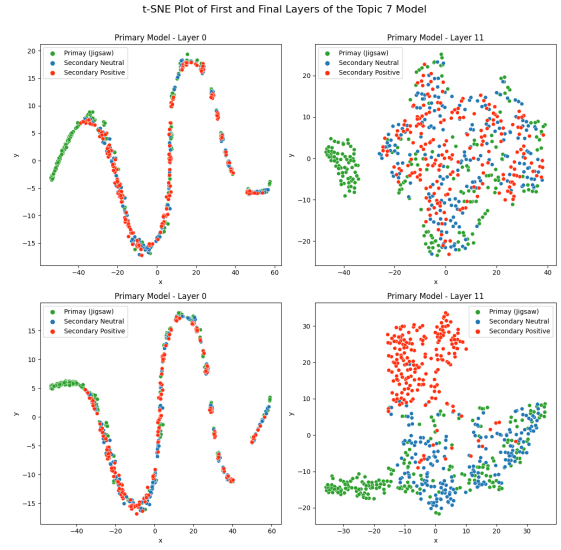 t-SNE Plot of First and Final Layers of the Topic 7 Model
Primary Model - Layer 0
Primay (Jigsaw)
Secondary Neutral
Secondary Positive
20
15
10
5
0
−5
−10
−15
y
−40
−20
0
20
40
60
x
Primary Model - Layer 11
Primay (Jigsaw)
Secondary Neutral
Secondary Positive
20
10
0
−10
−20
y
−40
−20
0
20
40
x
Primary Model - Layer 0
Primay (Jigsaw)
Secondary Neutral
Secondary Positive
15
10
5
0
−5
−10
−15
y
−40
−20
0
20
40
60
x
Primary Model - Layer 11
Primay (Jigsaw)
Secondary Neutral
Secondary Positive
30
20
10
0
−10
−20
y
−30
−20
−10
0
10
20
30
x